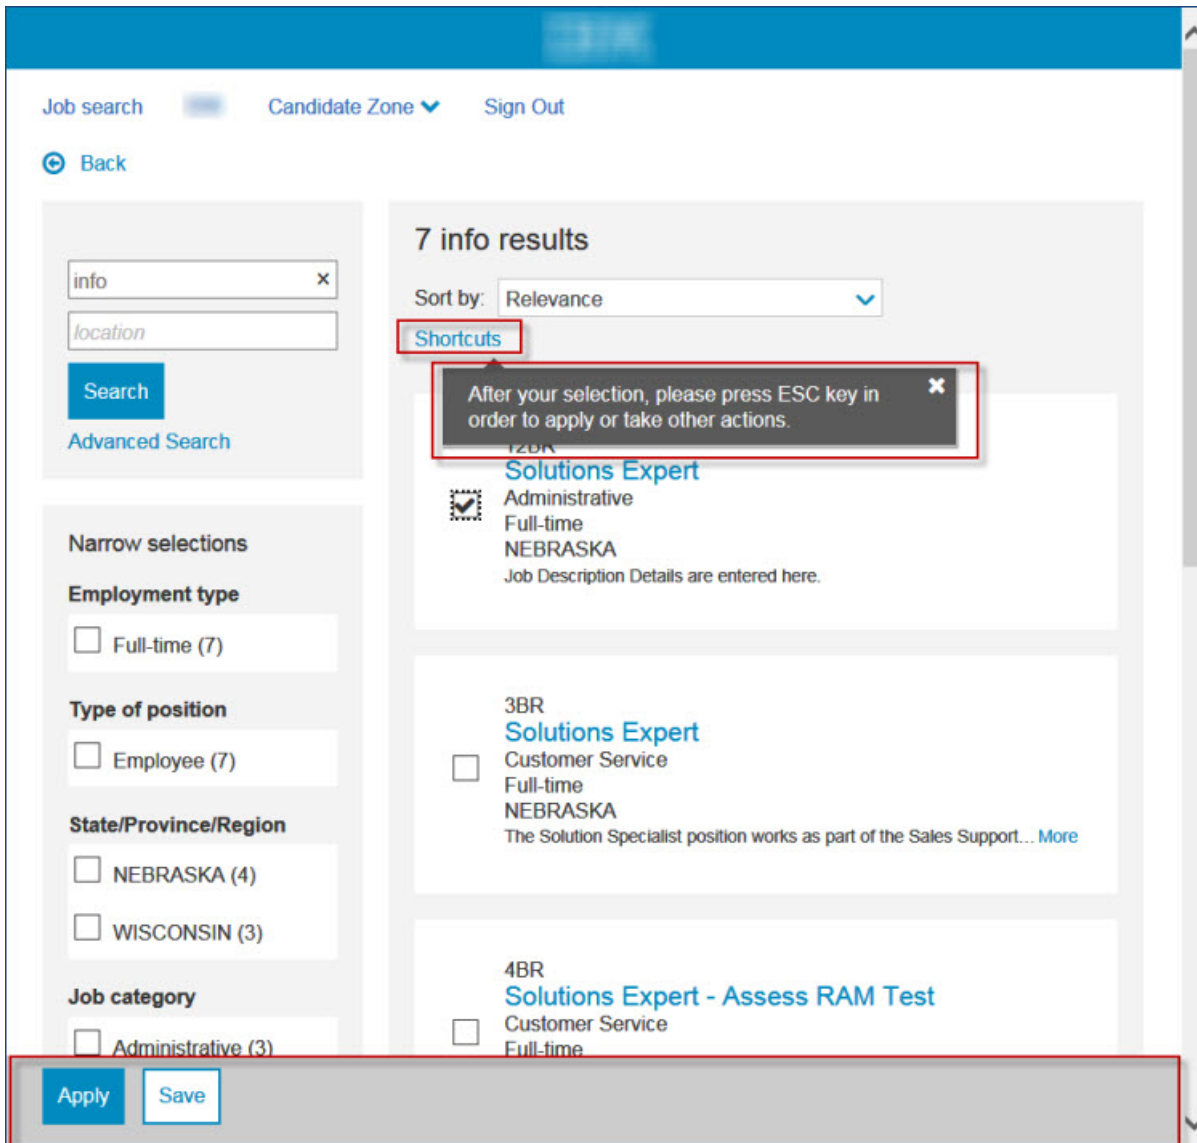 Job search
Candidate Zone
Sign Out
Back
info
location
Search
Advanced Search
Narrow selections
Employment type
Full-time (7)
Type of position
Employee (7)
State/Province/Region
NEBRASKA (4)
WISCONSIN (3)
Job category
Administrative (3)
7 info results
Sort by: Relevance
Shortcuts
After your selection, please press ESC key in
order to apply or take other actions.
12BR
Solutions Expert
Administrative
Full-time
NEBRASKA
Job Description Details are entered here.
3BR
Solutions Expert
Customer Service
Full-time
NEBRASKA
The Solution Specialist position works as part of the Sales Support... More
4BR
Solutions Expert - Assess RAM Test
Customer Service
Full-time
Apply
Save